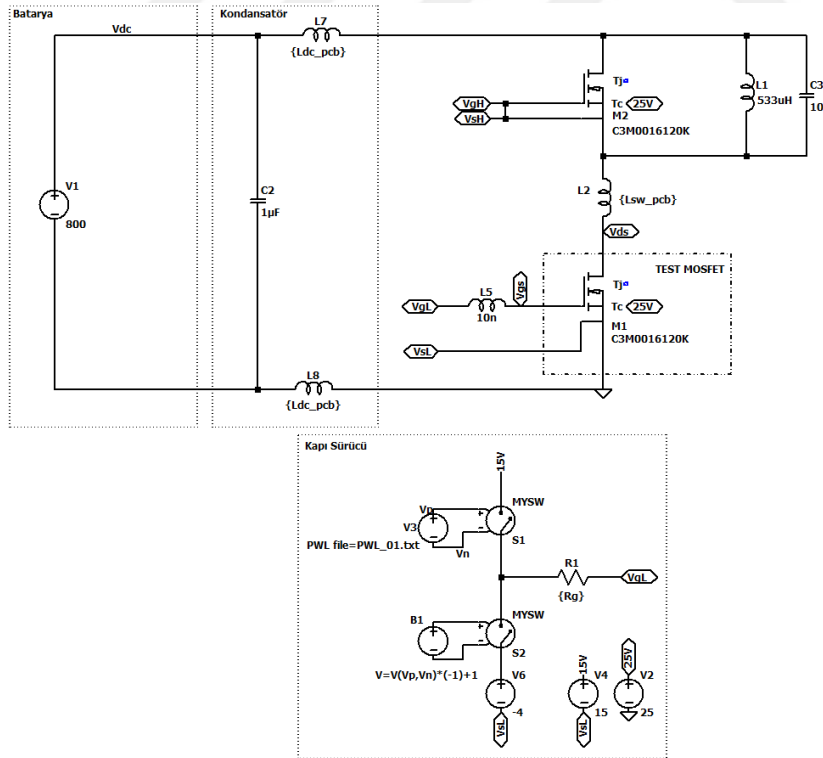 Batarya
Kondansatör
Vdc
L7
{Ldc_pcb}
Tj
L1
533uH
C3
10
VgH
VsH
Tc
25V
M2
C3M0016120K
V1
800
C2
1µF
L2
{Lsw_pcb}
Vds
TEST MOSFET
Vgs
Tj
VgL
L5
10n
Tc
25V
M1
C3M0016120K
VsL
L8
{Ldc_pcb}
Kapı Sürücü
15V
MYSW
Vp
V3
S1
PWL file=PWL_01.txt
Vn
R1
{Rg}
VgL
B1
MYSW
S2
V=V(Vp,Vn)*(-1)+1
V6
-4
VsL
15V
V4
15
VsL
25V
V2
25